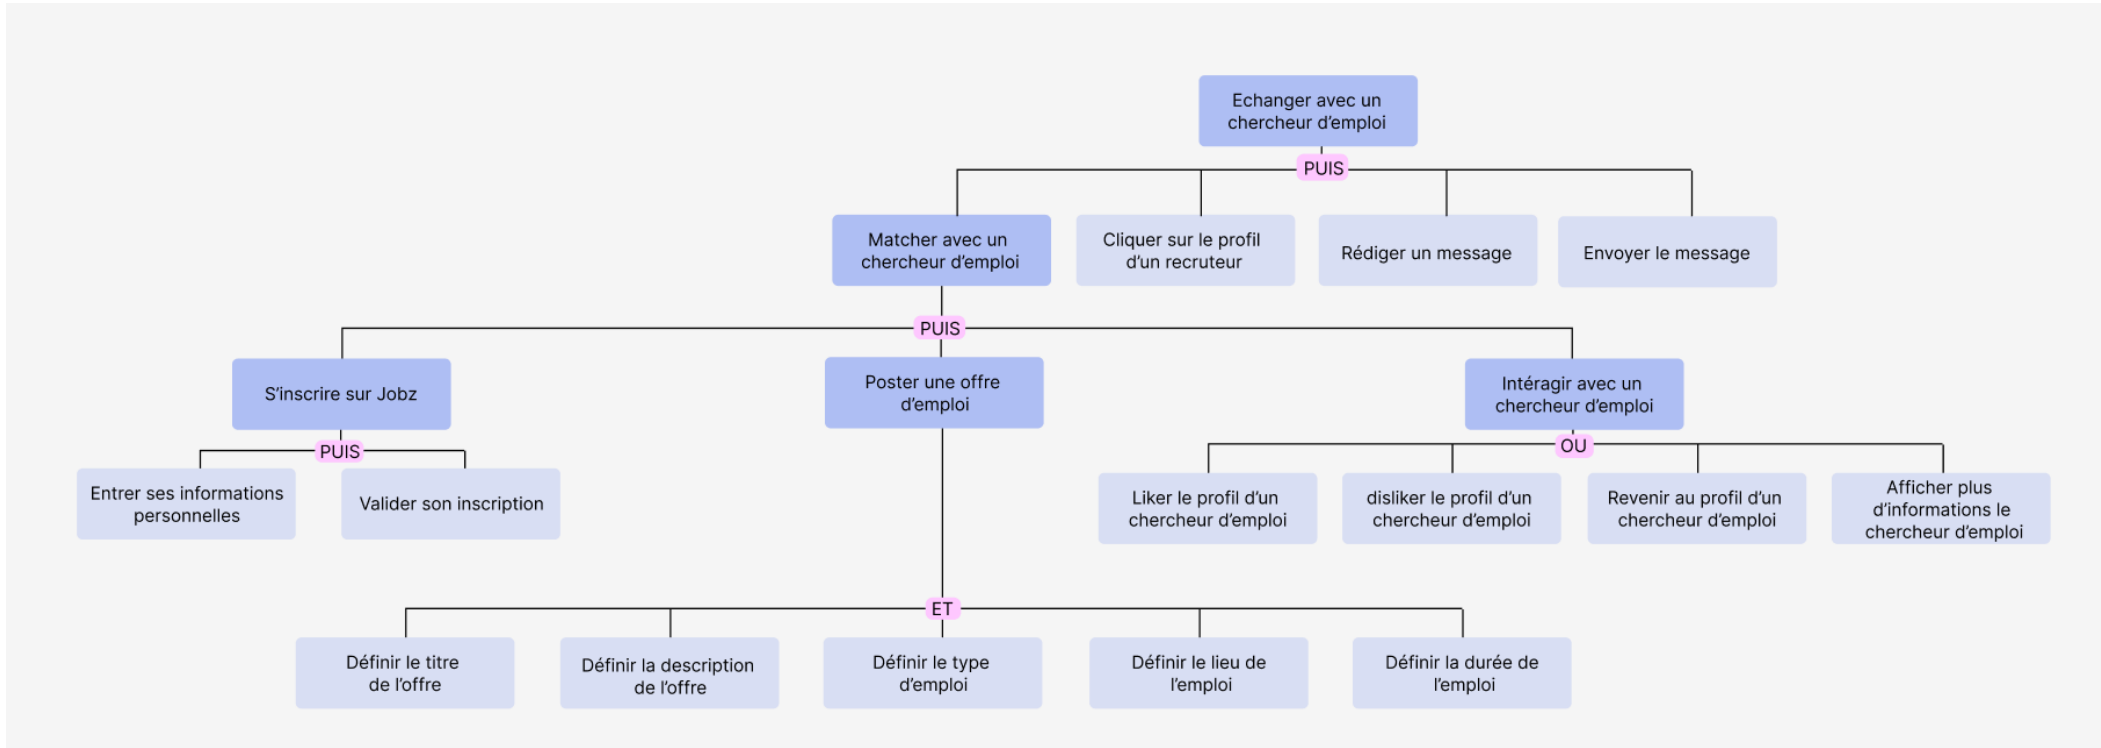 Echanger avec un
chercheur d'emploi
PUIS
Matcher avec un
chercheur d'emploi
Cliquer sur le profil
d'un recruteur
Rédiger un message
Envoyer le message
PUIS
S'inscrire sur Jobz
Poster une offre
d'emploi
Intéragir avec un
chercheur d'emploi
PUIS
OU
Entrer ses informations
personnelles
Valider son inscription
Liker le profil d'un
chercheur d'emploi
disliker le profil d'un
chercheur d'emploi
Revenir au profil d'un
chercheur d'emploi
Afficher plus
d'informations le
chercheur d'emploi
ET
Définir le titre
de l'offre
Définir la description
de l'offre
Définir le type
d'emploi
Définir le lieu de
l'emploi
Définir la durée de
l'emploi